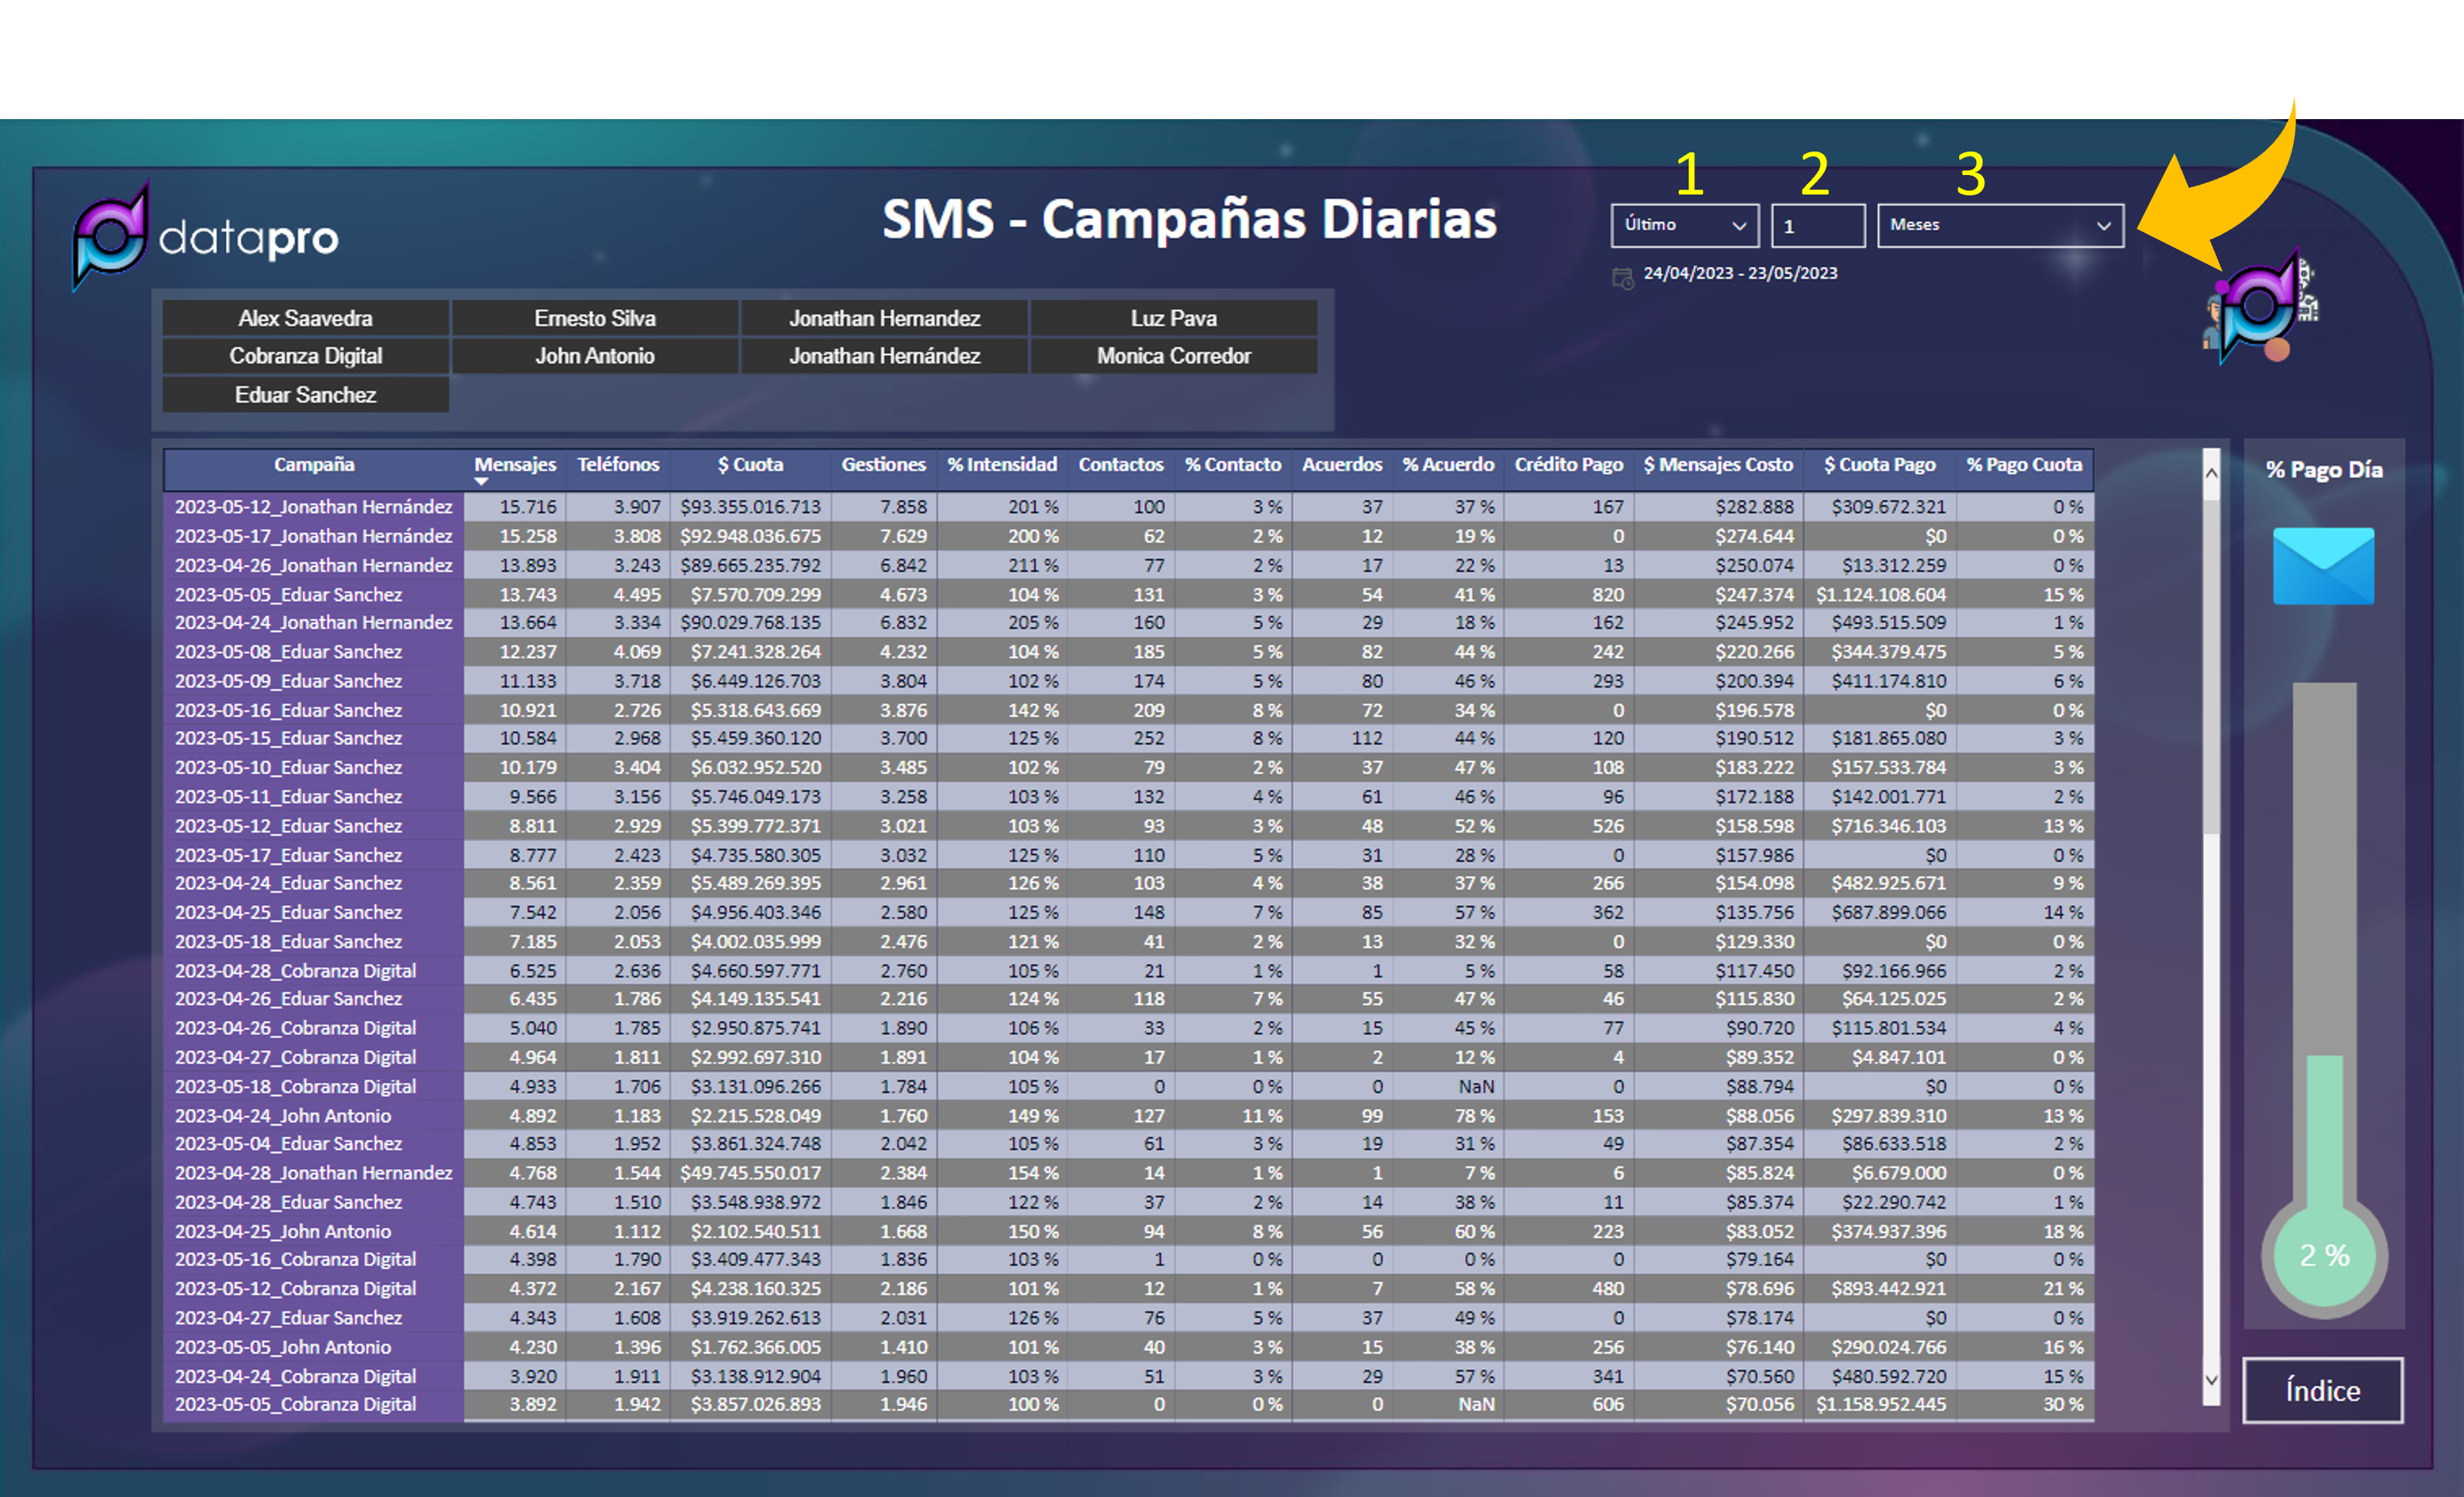 1 2 3
datapro
SMS - Campañas Diarias
Último 1 Meses
24/04/2023 - 23/05/2023
Alex Saavedra Ernesto Silva Jonathan Hernandez Luz Pava
Cobranza Digital John Antonio Jonathan Hernández Monica Corredor
Eduar Sanchez
Campaña Mensajes Teléfonos $ Cuota Gestiones % Intensidad Contactos % Contacto Acuerdos % Acuerdo Crédito Pago $ Mensajes Costo $ Cuota Pago % Pago Cuota
2023-05-12_Jonathan Hernández 15.716 3.907 $93.355.016.713 7.858 201 % 100 3 % 37 37 % 167 $282.888 $309.672.321 0 %
2023-05-17_Jonathan Hernández 15.258 3.808 $92.948.036.675 7.629 200 % 62 2 % 12 19 % 0 $274.644 $0 0 %
2023-04-26_Jonathan Hernandez 13.893 3.243 $89.665.235.792 6.842 211 % 77 2 % 17 22 % 13 $250.074 $13.312.259 0 %
2023-05-05_Eduar Sanchez 13.743 4.495 $7.570.709.299 4.673 104 % 131 3 % 54 41 % 820 $247.374 $1.124.108.604 15 %
2023-04-24_Jonathan Hernandez 13.664 3.334 $90.029.768.135 6.832 205 % 160 5 % 29 18 % 162 $245.952 $493.515.509 1 %
2023-05-08_Eduar Sanchez 12.237 4.069 $7.241.328.264 4.232 104 % 185 5 % 82 44 % 242 $220.266 $344.379.475 5 %
2023-05-09_Eduar Sanchez 11.133 3.718 $6.449.126.703 3.804 102 % 174 5 % 80 46 % 293 $200.394 $411.174.810 6 %
2023-05-16_Eduar Sanchez 10.921 2.726 $5.318.643.669 3.876 142 % 209 8 % 72 34 % 0 $196.578 $0 0 %
2023-05-15_Eduar Sanchez 10.584 2.968 $5.459.360.120 3.700 125 % 252 8 % 112 44 % 120 $190.512 $181.865.080 3 %
2023-05-10_Eduar Sanchez 10.179 3.404 $6.032.952.520 3.485 102 % 79 2 % 37 47 % 108 $183.222 $157.533.784 3 %
2023-05-11_Eduar Sanchez 9.566 3.156 $5.746.049.173 3.258 103 % 132 4 % 61 46 % 96 $172.188 $142.001.771 2 %
2023-05-12_Eduar Sanchez 8.811 2.929 $5.399.772.371 3.021 103 % 93 3 % 48 52 % 526 $158.598 $716.346.103 13 %
2023-05-17_Eduar Sanchez 8.777 2.423 $4.735.580.305 3.032 125 % 110 5 % 31 28 % 0 $157.986 $0 0 %
2023-04-24_Eduar Sanchez 8.561 2.359 $5.489.269.395 2.961 126 % 103 4 % 38 37 % 266 $154.098 $482.925.671 9 %
2023-04-25_Eduar Sanchez 7.542 2.056 $4.956.403.346 2.580 125 % 148 7 % 85 57 % 362 $135.756 $687.899.066 14 %
2023-05-18_Eduar Sanchez 7.185 2.053 $4.002.035.999 2.476 121 % 41 2 % 13 32 % 0 $129.330 $0 0 %
2023-04-28_Cobranza Digital 6.525 2.636 $4.660.597.771 2.760 105 % 21 1 % 1 5 % 58 $117.450 $92.166.966 2 %
2023-04-26_Eduar Sanchez 6.435 1.786 $4.149.135.541 2.216 124 % 118 7 % 55 47 % 46 $115.830 $64.125.025 2 %
2023-04-26_Cobranza Digital 5.040 1.785 $2.950.875.741 1.890 106 % 33 2 % 15 45 % 77 $90.720 $115.801.534 4 %
2023-04-27_Cobranza Digital 4.964 1.811 $2.992.697.310 1.891 104 % 17 1 % 2 12 % 4 $89.352 $4.847.101 0 %
2023-05-18_Cobranza Digital 4.933 1.706 $3.131.096.266 1.784 105 % 0 0 % 0 NaN 0 $88.794 $0 0 %
2023-04-24_John Antonio 4.892 1.183 $2.215.528.049 1.760 149 % 127 11 % 99 78 % 153 $88.056 $297.839.310 13 %
2023-05-04_Eduar Sanchez 4.853 1.952 $3.861.324.748 2.042 105 % 61 3 % 19 31 % 49 $87.354 $86.633.518 2 %
2023-04-28_Jonathan Hernandez 4.768 1.544 $49.745.550.017 2.384 154 % 14 1 % 1 7 % 6 $85.824 $6.679.000 0 %
2023-04-28_Eduar Sanchez 4.743 1.510 $3.548.938.972 1.846 122 % 37 2 % 14 38 % 11 $85.374 $22.290.742 1 %
2023-04-25_John Antonio 4.614 1.112 $2.102.540.511 1.668 150 % 94 8 % 56 60 % 223 $83.052 $374.937.396 18 %
2023-05-16_Cobranza Digital 4.398 1.790 $3.409.477.343 1.836 103 % 1 0 % 0 0 % 0 $79.164 $0 0 %
2023-05-12_Cobranza Digital 4.372 2.167 $4.238.160.325 2.186 101 % 12 1 % 7 58 % 480 $78.696 $893.442.921 21 %
2023-04-27_Eduar Sanchez 4.343 1.608 $3.919.262.613 2.031 126 % 76 5 % 37 49 % 0 $78.174 $0 0 %
2023-05-05_John Antonio 4.230 1.396 $1.762.366.005 1.410 101 % 40 3 % 15 38 % 256 $76.140 $290.024.766 16 %
2023-04-24_Cobranza Digital 3.920 1.911 $3.138.912.904 1.960 103 % 51 3 % 29 57 % 341 $70.560 $480.592.720 15 %
2023-05-05_Cobranza Digital 3.892 1.942 $3.857.026.893 1.946 100 % 0 0 % 0 NaN 606 $70.056 $1.158.952.445 30 %
% Pago Día
2 %
Índice